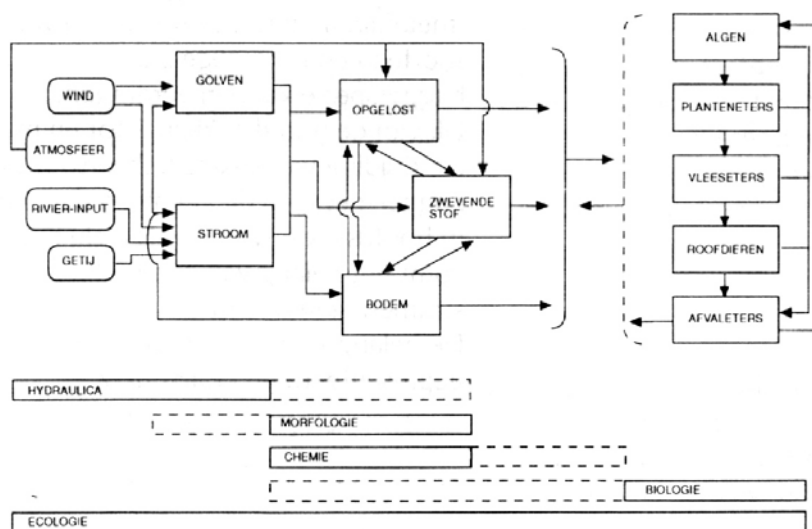 WIND
ATMOSFEER
RIVIER-INPUT
GETIJ
GOLVEN
STROOM
OPGELOST
ZWEVENDE
STOF
BODEM
ALGEN
PLANTENETERS
VLEESETERS
ROOFDIEREN
AFVALETERS
HYDRAULICA
MORFOLOGIE
CHEMIE
BIOLOGIE
ECOLOGIE